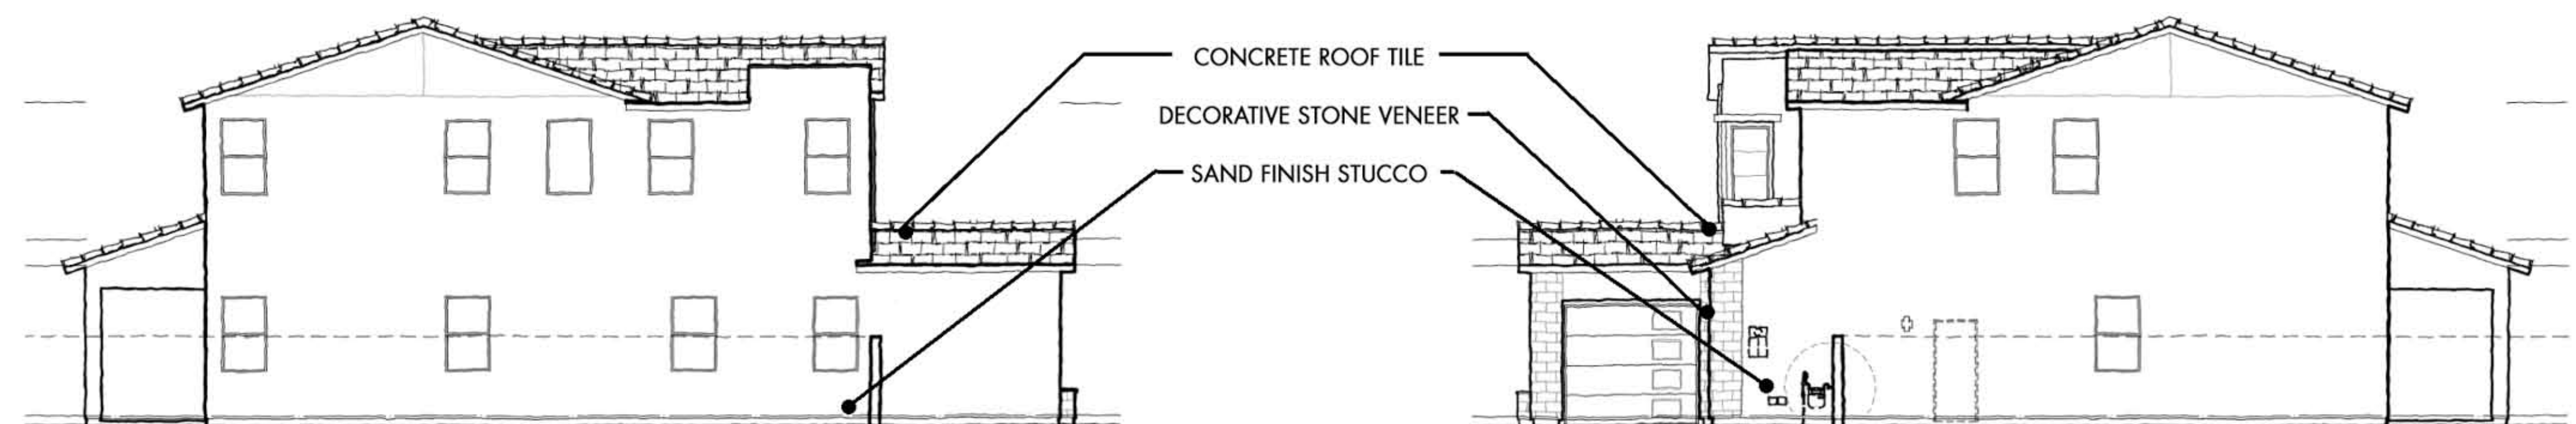 CONCRETE ROOF TILE
DECORATIVE STONE VENEER
SAND FINISH STUCCO